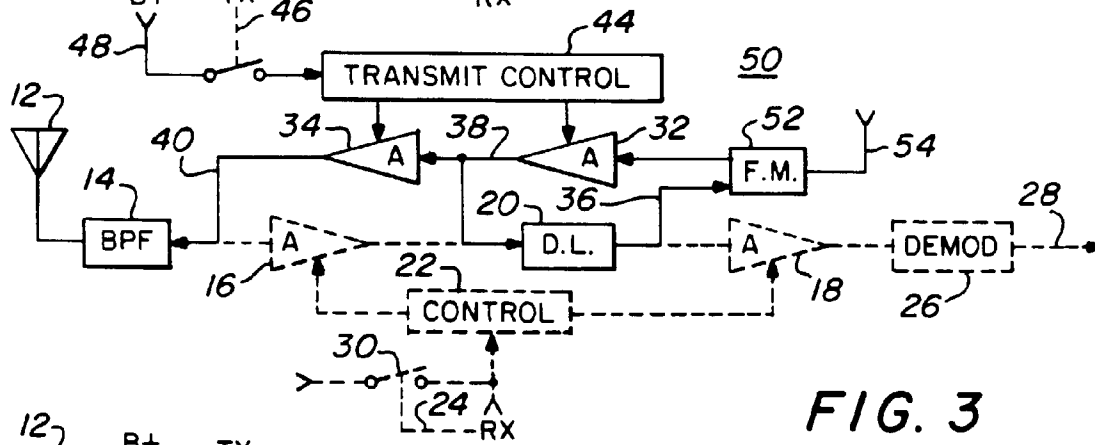 46
RX
48
44
TRANSMIT CONTROL
50
12
34
A
38
A
32
52
F.M.
54
40
14
BPF
20
D.L.
36
A
16
A
18
DEMOD
26
28
22
CONTROL
30
24
RX
FIG. 3
12
B+
TX